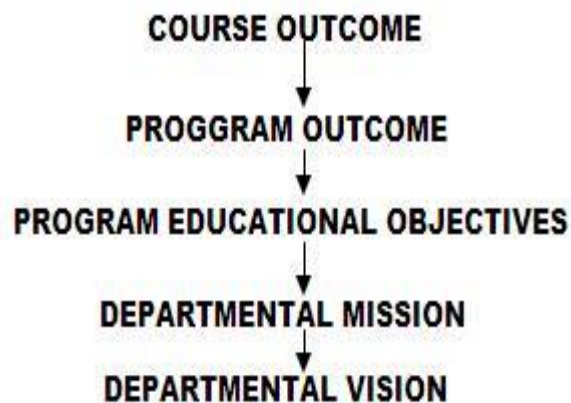 COURSE OUTCOME
PROGGRAM OUTCOME
PROGRAM EDUCATIONAL OBJECTIVES
DEPARTMENTAL MISSION
DEPARTMENTAL VISION